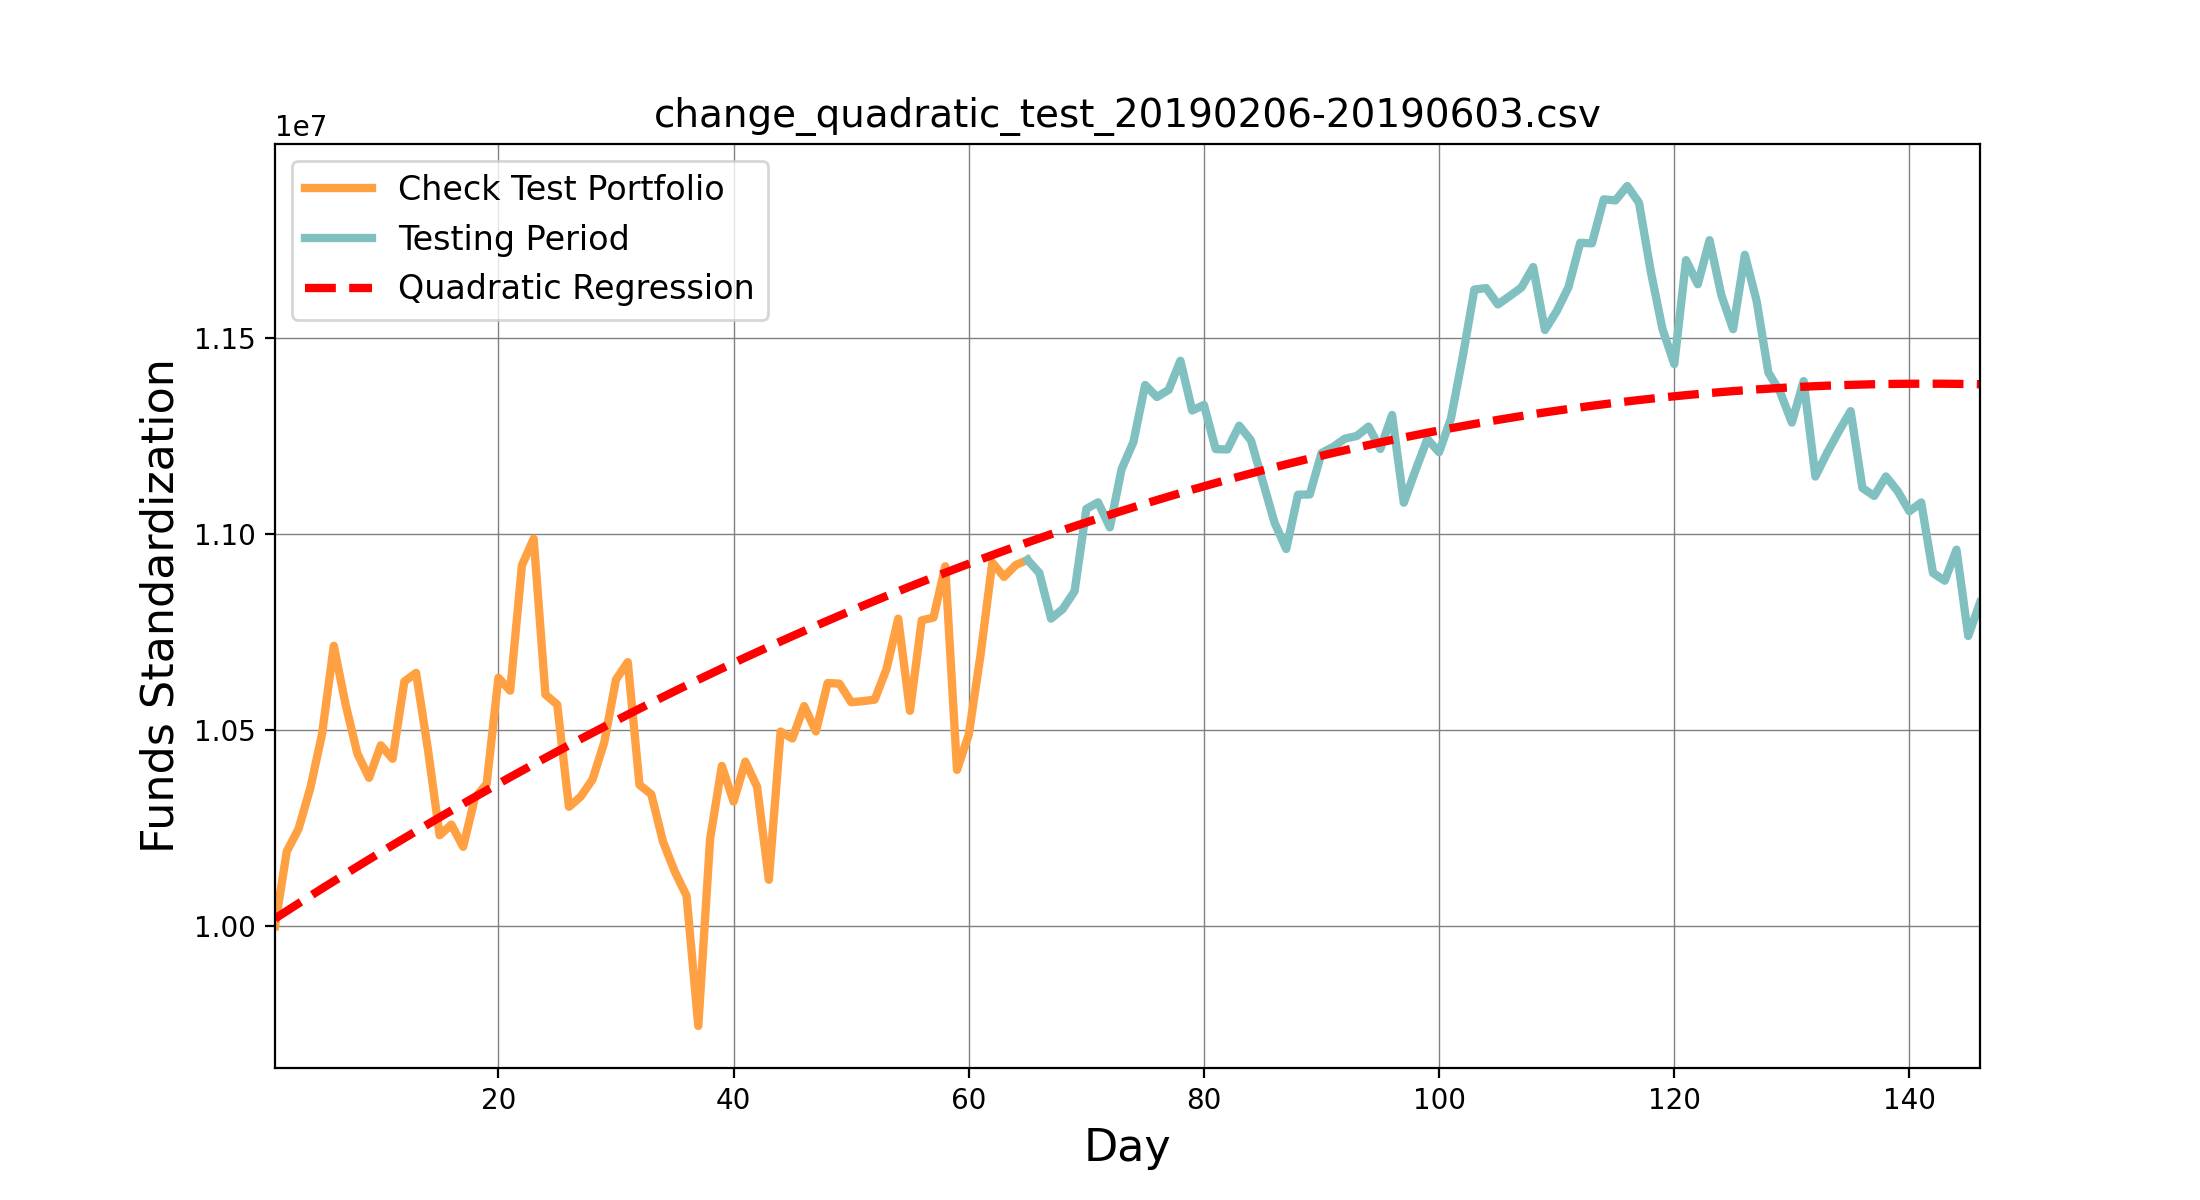 change_quadratic_test_20190206-20190603.csv
1e7
Check Test Portfolio
Testing Period
Quadratic Regression
1.15
1.10
1.05
1.00
Funds Standardization
20 40 60 80 100 120 140
Day